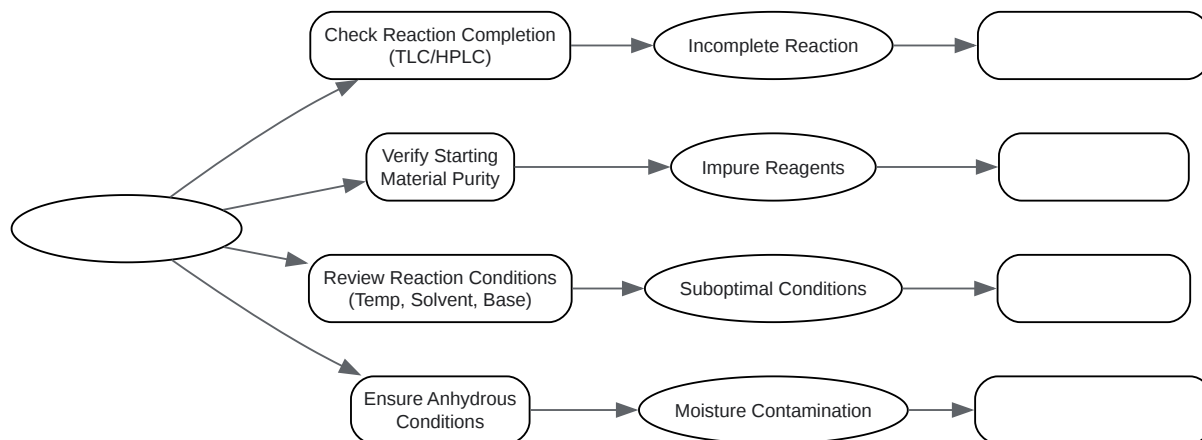 Check Reaction Completion
(TLC/HPLC)
Incomplete Reaction
Verify Starting
Material Purity
Impure Reagents
Review Reaction Conditions
(Temp, Solvent, Base)
Suboptimal Conditions
Ensure Anhydrous
Conditions
Moisture Contamination